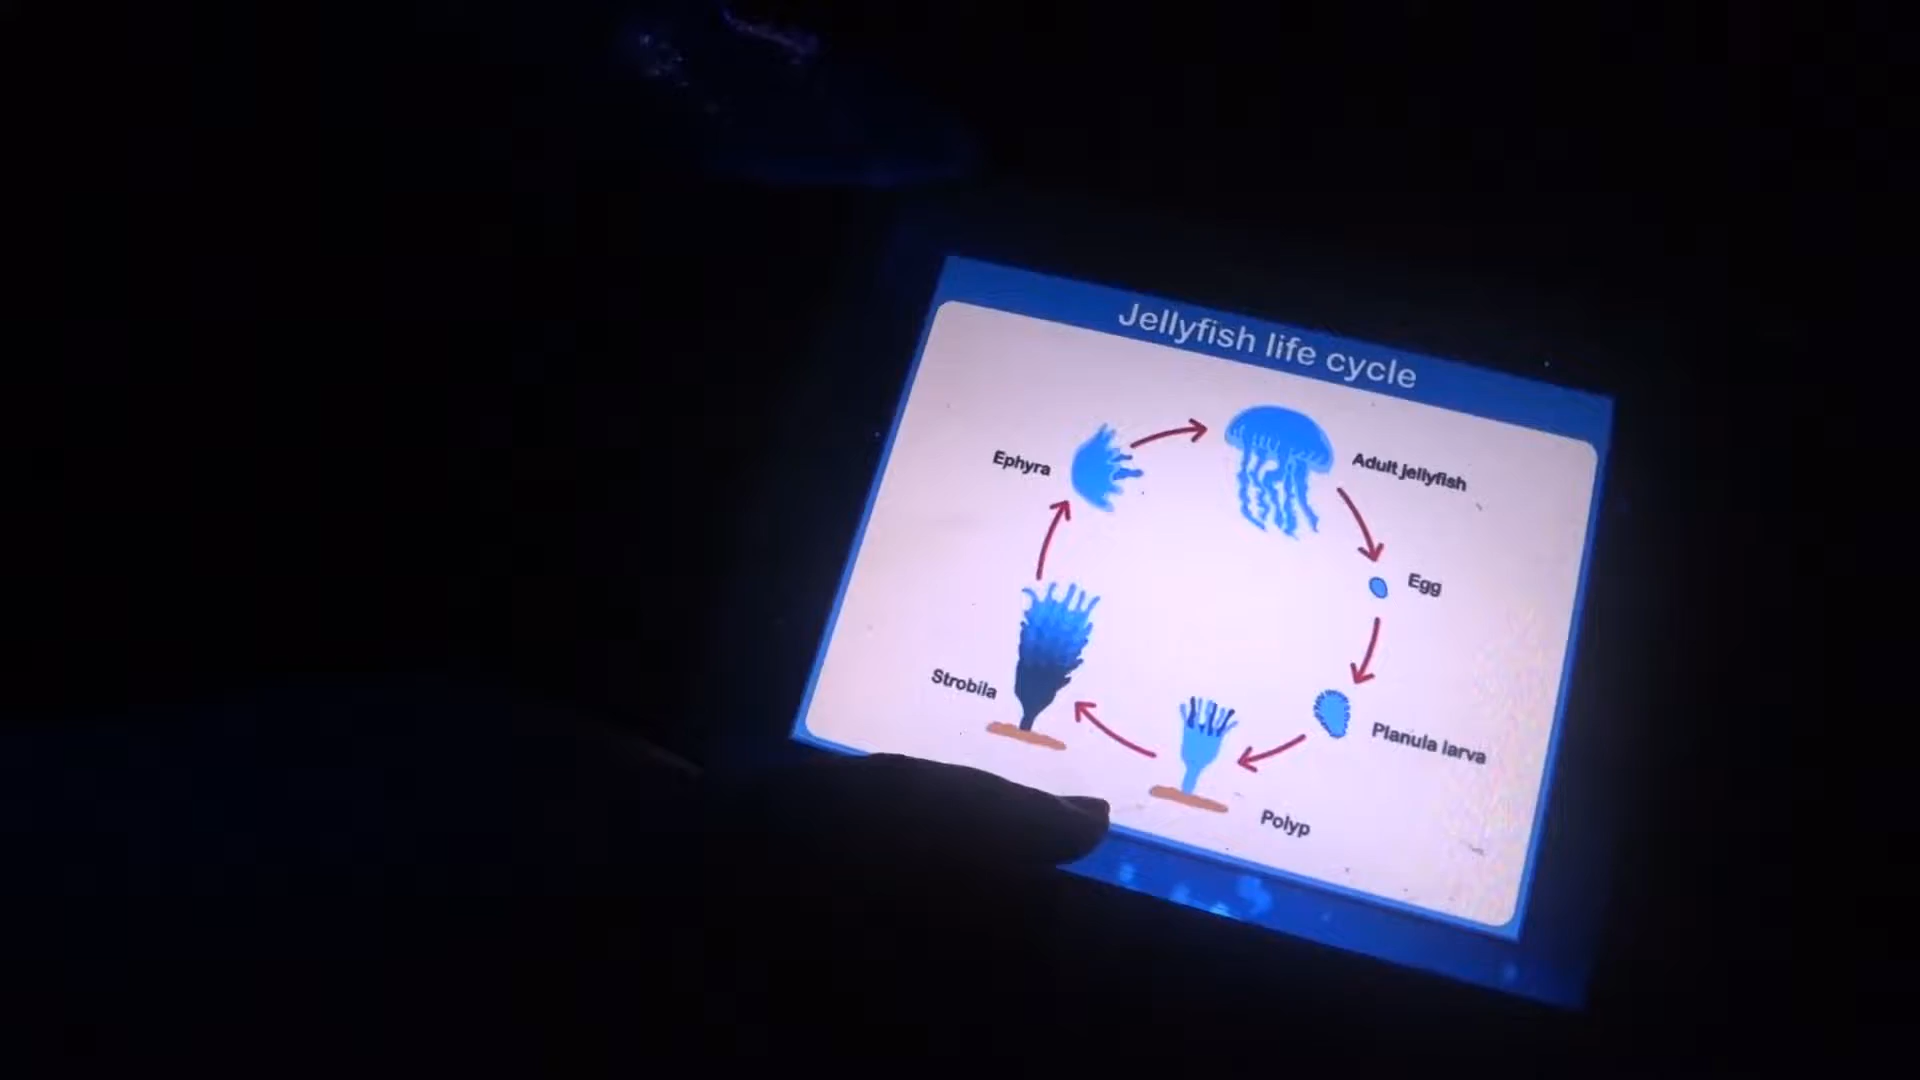 Jellyfish life cycle
Ephyra
Adult jellyfish
Egg
Strobila
Planula larva
Polyp